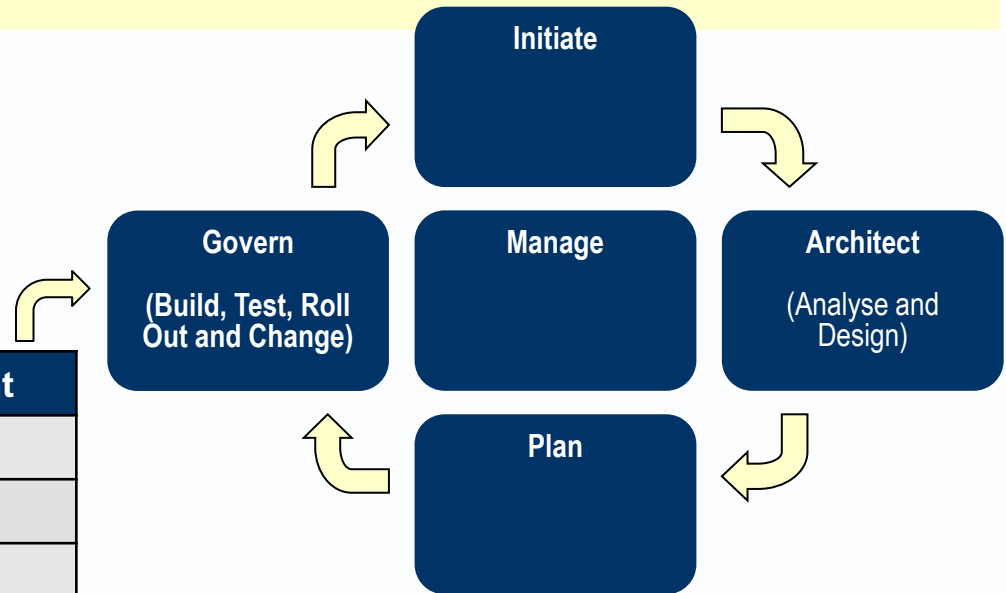 Initiate
Govern
(Build, Test, Roll
Out and Change)
Manage
Architect
(Analyse and
Design)
Plan